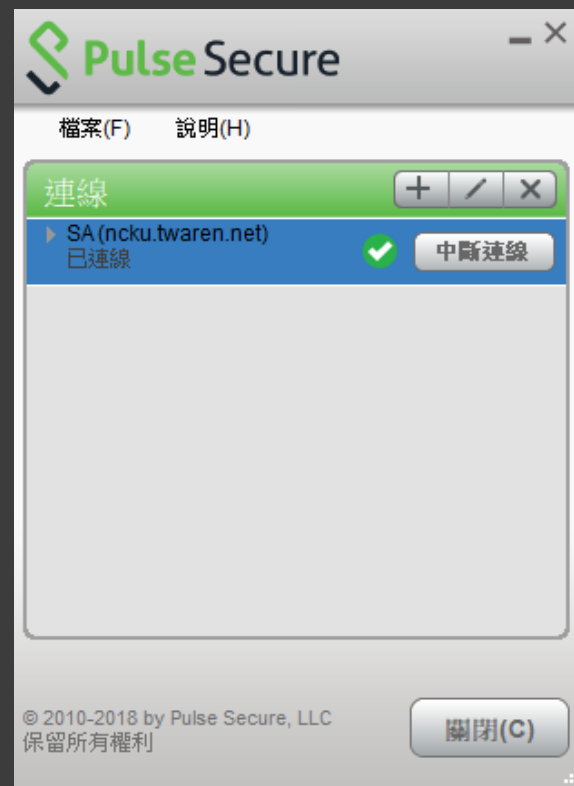 Pulse Secure
檔案(F) 說明(H)
連線
SA (ncku.twaren.net)
已連線
中斷連線
© 2010-2018 by Pulse Secure, LLC
保留所有權利
關閉(C)